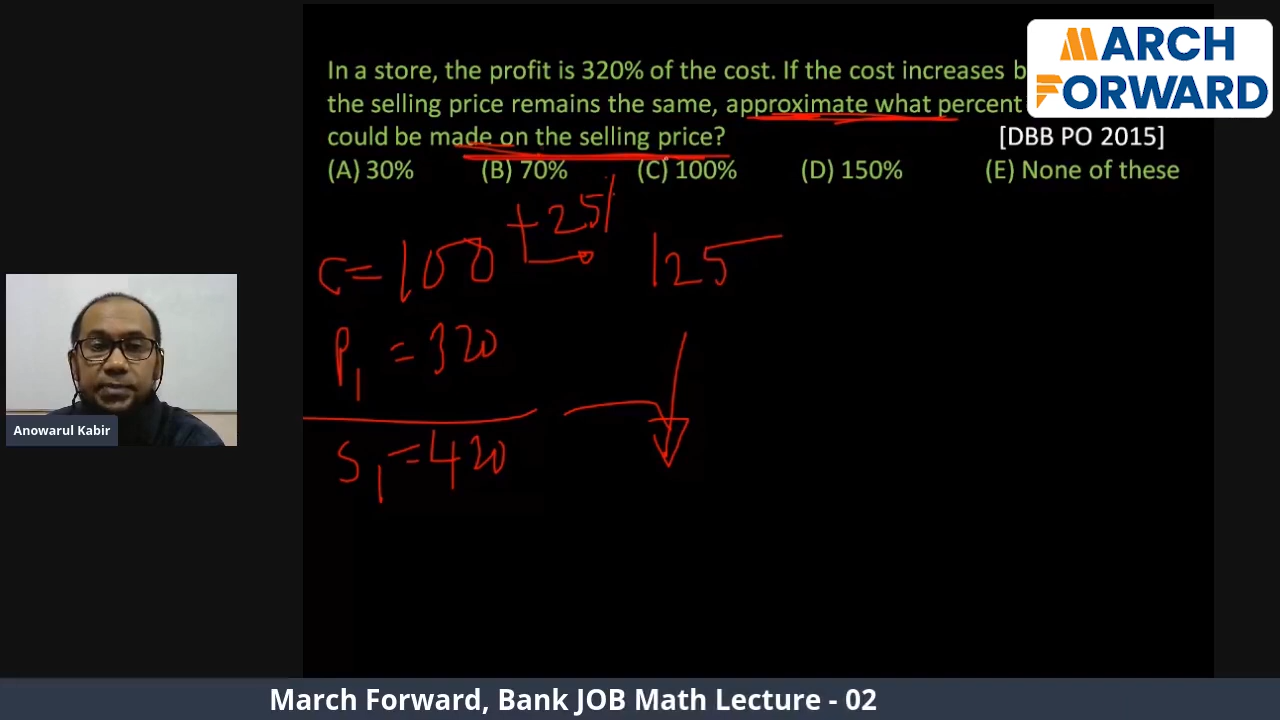 In a store, the profit is 320% of the cost. If the cost increases
the selling price remains the same, approximate what percent
could be made on the selling price? [DBB PO 2015]
(A) 30% (B) 70% (C) 100% (D) 150% (E) None of these
MARCH
FORWARD
+25%
C=100 125
P1 = 320
S1=420
Anowarul Kabir
March Forward, Bank JOB Math Lecture - 02